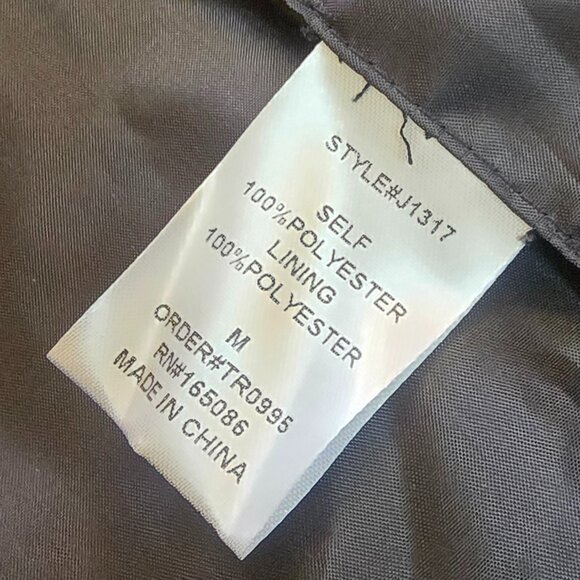 STYLE#J1317
SELF
100%POLYESTER
LINING
100%POLYESTER
M
ORDER#TR0995
RN#165086
MADE IN CHINA